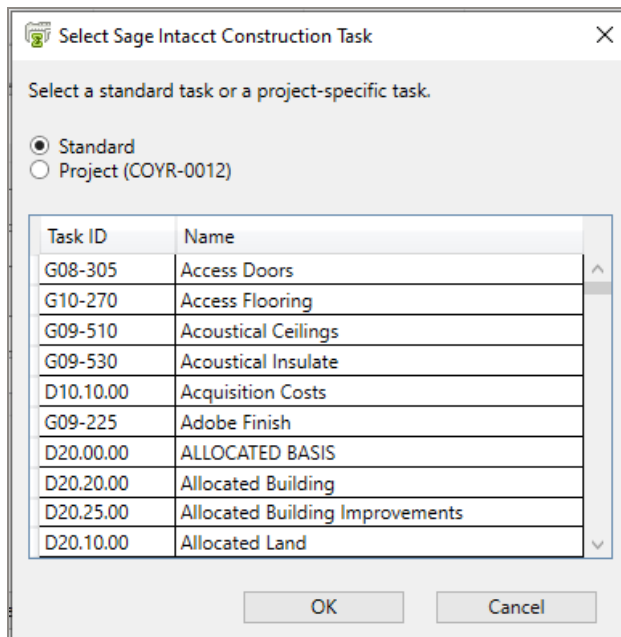 Select Sage Intacct Construction Task
Select a standard task or a project-specific task.
Standard
Project (COYR-0012)
Task ID Name
G08-305 Access Doors
G10-270 Access Flooring
G09-510 Acoustical Ceilings
G09-530 Acoustical Insulate
D10.10.00 Acquisition Costs
G09-225 Adobe Finish
D20.00.00 ALLOCATED BASIS
D20.20.00 Allocated Building
D20.25.00 Allocated Building Improvements
D20.10.00 Allocated Land
OK Cancel